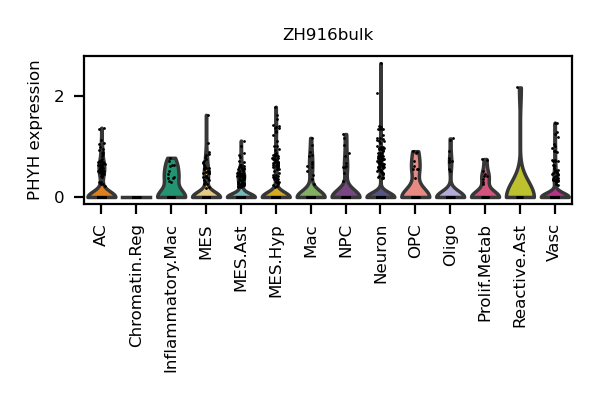 ZH916bulk
PHYH expression
2
0
AC
Chromatin.Reg
Inflammatory.Mac
MES
MES.Ast
MES.Hyp
Mac
NPC
Neuron
OPC
Oligo
Prolif.Metab
Reactive.Ast
Vasc